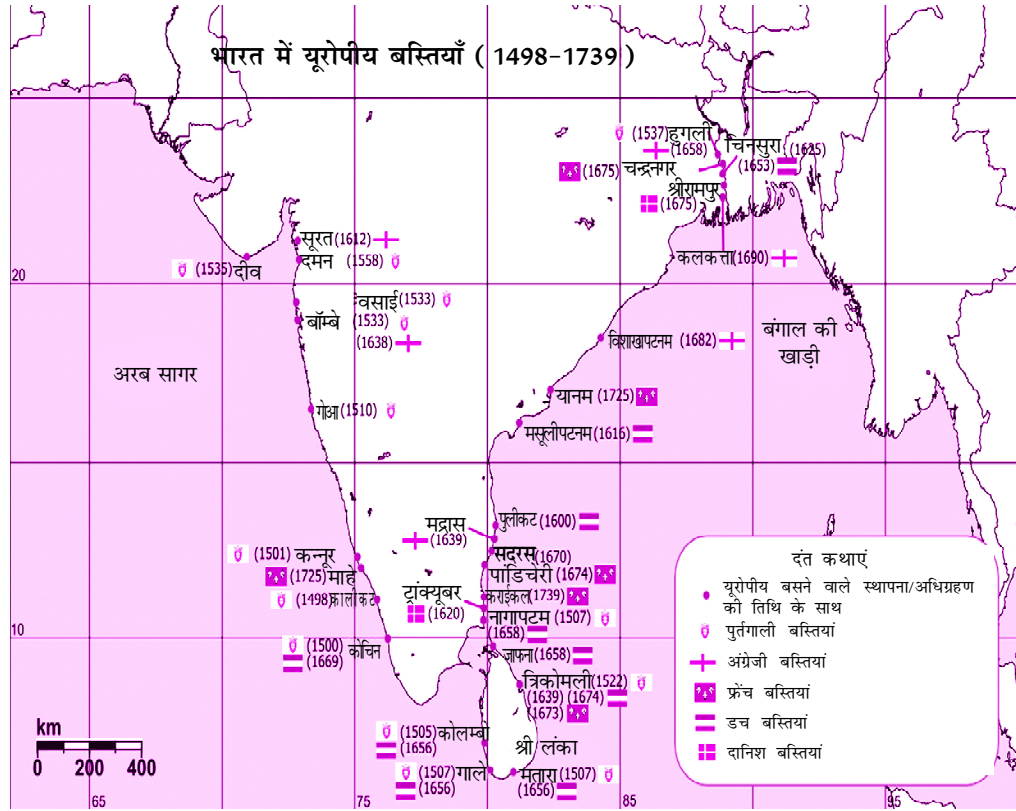 भारत में यूरोपीय बस्तियाँ ( 1498-1739 )
(1537) हुगली
(1658)
चिनसुरा (1625)
(1653)
(1675) चन्द्रनगर
श्रीरामपुर
(1675)
कलकत्ता (1690)
सूरत (1612)
दमन (1558)
(1535) दीव
20
वसाई (1533)
बॉम्बे (1533)
(1638)
विशाखापटनम (1682)
बंगाल की
खाड़ी
अरब सागर
गोआ (1510)
यानम (1725)
मसूलीपटनम (1616)
पुलीकट (1600)
मद्रास
(1639)
सदरस (1670)
(1501) कन्नूर
(1725) माहे
पांडिचेरी (1674)
(1498) कालीकट
ट्रांक्यूबर
(1620)
कराईकल (1739)
नागापटम (1507)
(1658)
10
(1500) कोचिन
(1669)
जाफना (1658)
त्रिकोमली (1522)
(1639) (1674)
(1673)
(1505) कोलम्बो
(1656)
श्री लंका
(1507) गाले
(1656)
मतारा (1507)
(1656)
दंत कथाएं
यूरोपीय बसने वाले स्थापना/अधिग्रहण
की तिथि के साथ
पुर्तगाली बस्तियां
अंग्रेजी बस्तियां
फ्रेंच बस्तियां
डच बस्तियां
दानिश बस्तियां
km
0 200 400
65 75 85 95